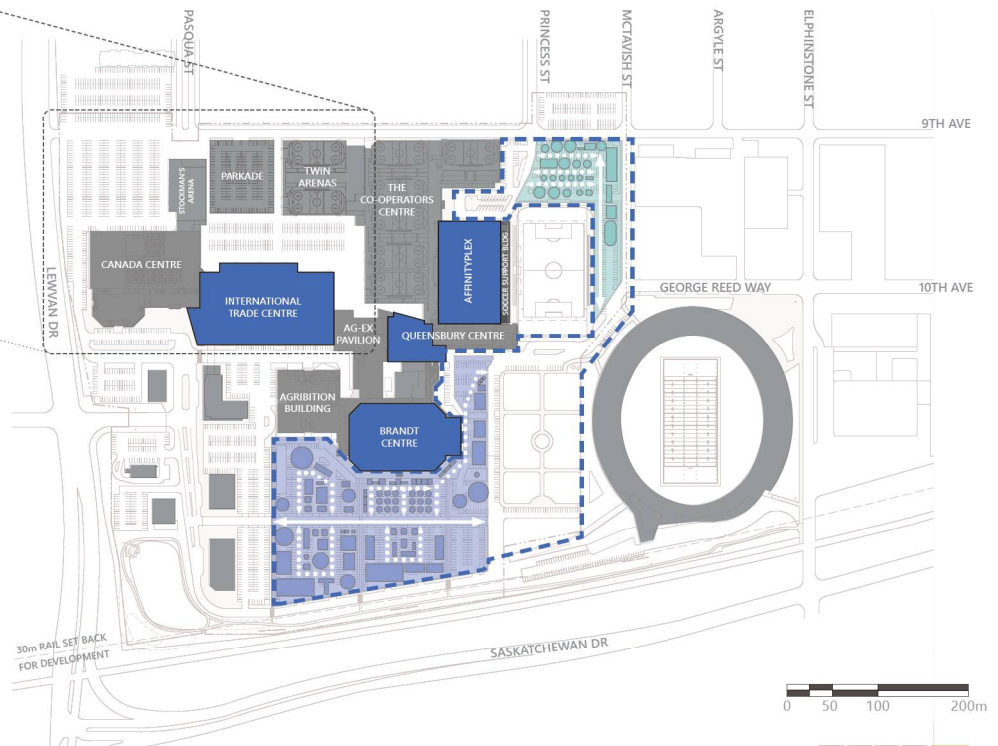 PASQUA ST
PRINCESS ST
MCTAVISH ST
ARGYLE ST
ELPHINSTONE ST
9TH AVE
STOCKMAN'S
ARENA
PARKADE
TWIN
ARENAS
THE
CO-OPERATORS
CENTRE
AFFINITYPLEX
SOCCER SUPPORT BLDG
CANADA CENTRE
LEWVAN DR
INTERNATIONAL
TRADE CENTRE
GEORGE REED WAY
10TH AVE
AG-EX
PAVILION
QUEENSBURY CENTRE
AGRIBITION
BUILDING
BRANDT
CENTRE
30m RAIL SET BACK
FOR DEVELOPMENT
SASKATCHEWAN DR
0 50 100 200m